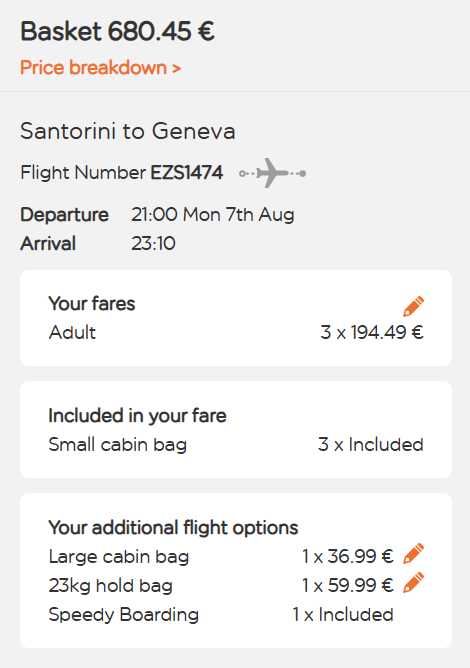 Basket 680.45 €
Price breakdown >
Santorini to Geneva
Flight Number EZS1474
Departure 21:00 Mon 7th Aug
Arrival 23:10
Your fares
Adult 3 x 194.49 €
Included in your fare
Small cabin bag 3 x Included
Your additional flight options
Large cabin bag 1 x 36.99 €
23kg hold bag 1 x 59.99 €
Speedy Boarding 1 x Included